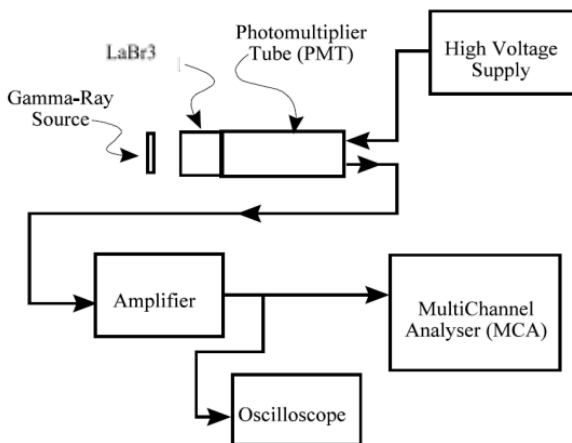 LaBr3
Photomultiplier
Tube (PMT)
High Voltage
Supply
Gamma-Ray
Source
Amplifier
MultiChannel
Analyser (MCA)
Oscilloscope